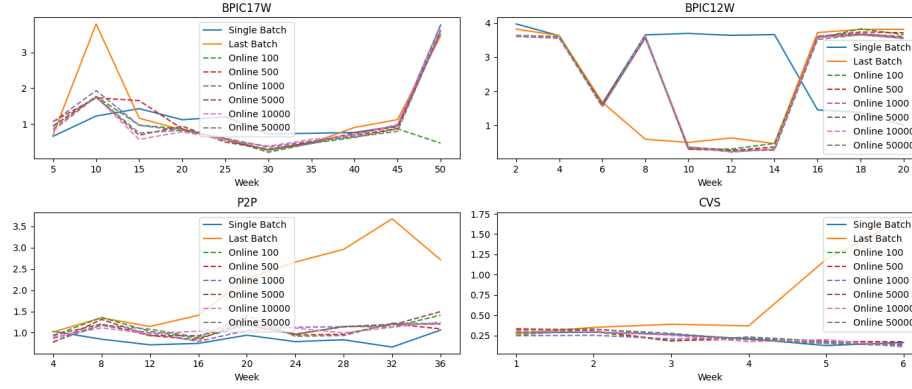 BPIC17W
3
2
1
Single Batch
Last Batch
Online 100
Online 500
Online 1000
Online 5000
Online 10000
Online 50000
5 10 15 20 25 30 35 40 45 50
Week
BPIC12W
4
3
2
1
Single Batch
Last Batch
Online 100
Online 500
Online 1000
Online 5000
Online 10000
Online 50000
2 4 6 8 10 12 14 16 18 20
Week
P2P
3.5
3.0
2.5
2.0
1.5
1.0
Single Batch
Last Batch
Online 100
Online 500
Online 1000
Online 5000
Online 10000
Online 50000
4 8 12 16 20 24 28 32 36
Week
CVS
1.75
1.50
1.25
1.00
0.75
0.50
0.25
Single Batch
Last Batch
Online 100
Online 500
Online 1000
Online 5000
Online 10000
Online 50000
1 2 3 4 5 6
Week